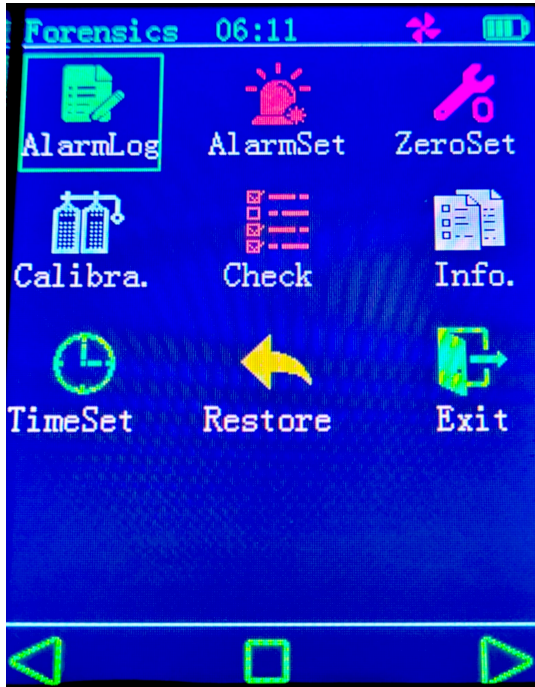 Forensics 06:11
AlarmLog AlarmSet ZeroSet
Calibra. Check Info.
TimeSet Restore Exit